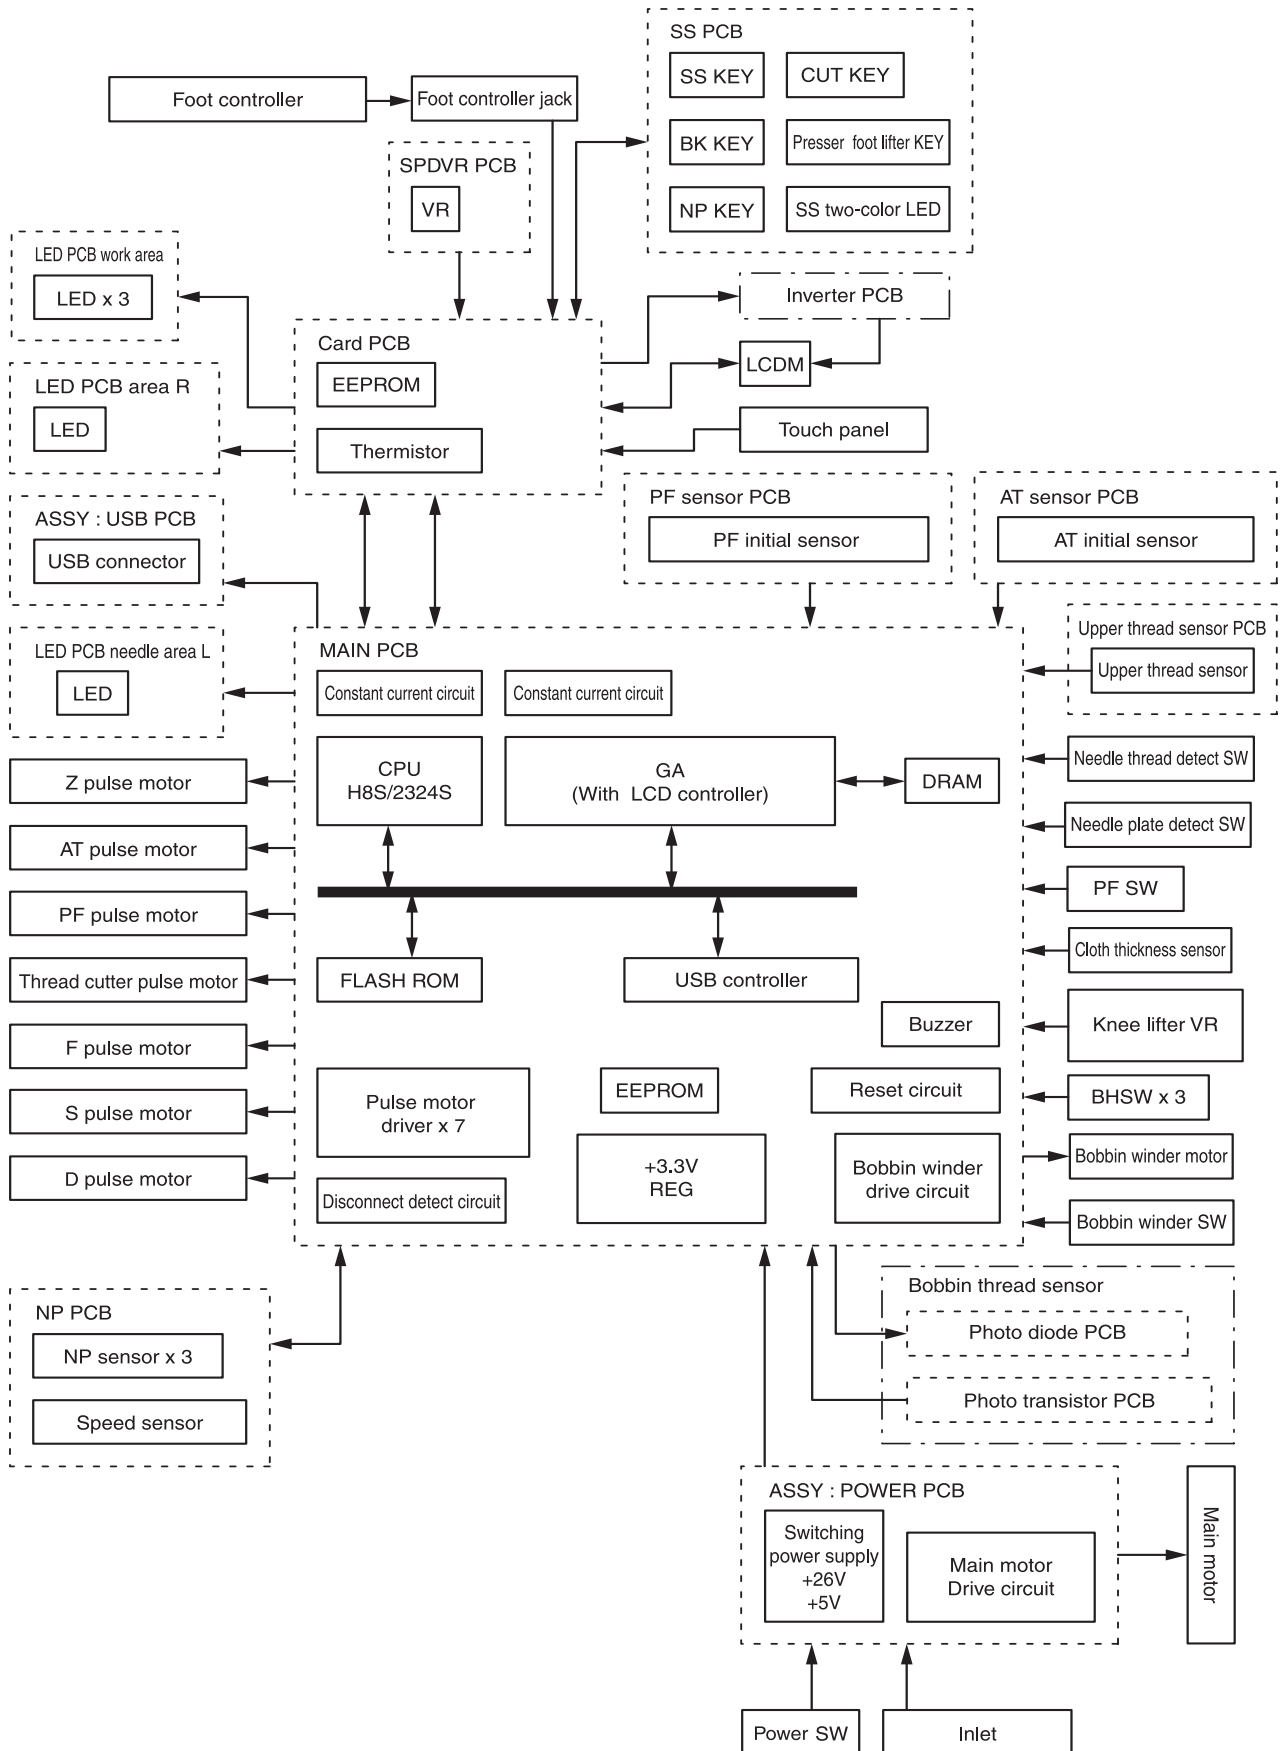 SS PCB
SS KEY
CUT KEY
Foot controller
Foot controller jack
BK KEY
Presser foot lifter KEY
SPDVR PCB
VR
NP KEY
SS two-color LED
LED PCB work area
LED x 3
Inverter PCB
Card PCB
EEPROM
LCDM
LED PCB area R
LED
Touch panel
Thermistor
PF sensor PCB
PF initial sensor
AT sensor PCB
AT initial sensor
ASSY : USB PCB
USB connector
LED PCB needle area L
LED
MAIN PCB
Constant current circuit
Constant current circuit
Upper thread sensor PCB
Upper thread sensor
CPU
H8S/2324S
GA
(With LCD controller)
DRAM
Z pulse motor
AT pulse motor
PF pulse motor
Thread cutter pulse motor
F pulse motor
S pulse motor
D pulse motor
Needle thread detect SW
Needle plate detect SW
PF SW
Cloth thickness sensor
Knee lifter VR
BHSW x 3
Bobbin winder motor
Bobbin winder SW
FLASH ROM
USB controller
Buzzer
Pulse motor
driver x 7
EEPROM
Reset circuit
+3.3V
REG
Bobbin winder
drive circuit
Disconnect detect circuit
NP PCB
NP sensor x 3
Speed sensor
Bobbin thread sensor
Photo diode PCB
Photo transistor PCB
ASSY : POWER PCB
Switching
power supply
+26V
+5V
Main motor
Drive circuit
Main motor
Power SW
Inlet